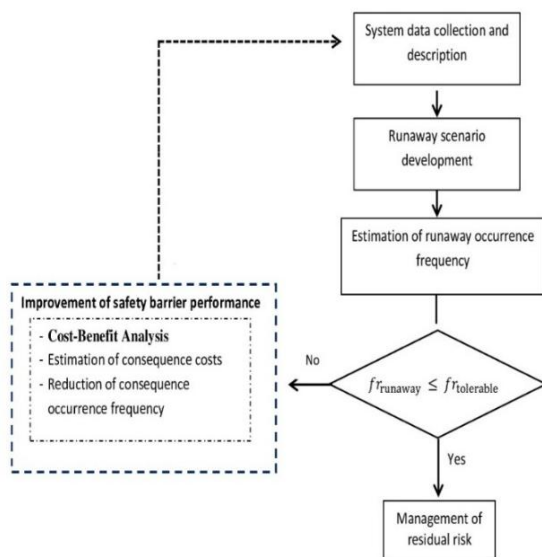 System data collection and
description
Runaway scenario
development
Estimation of runaway occurrence
frequency
Improvement of safety barrier performance
- Cost-Benefit Analysis
- Estimation of consequence costs
- Reduction of consequence
occurrence frequency
No
fr_runaway ≤ fr_tolerable
Yes
Management of
residual risk